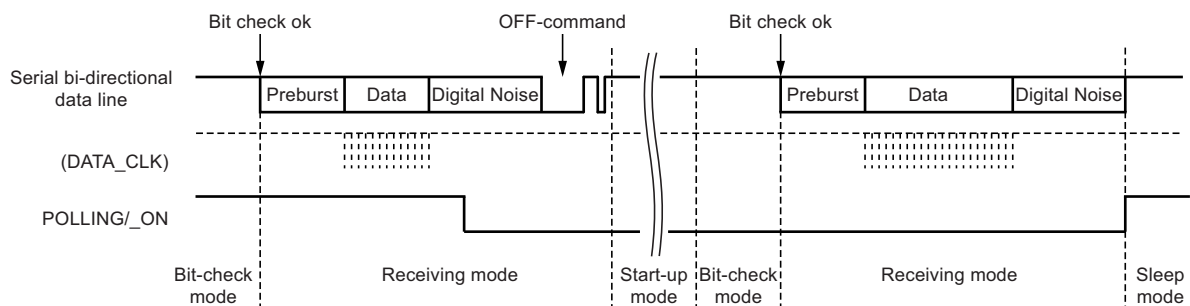 Bit check ok
OFF-command
Bit check ok
Serial bi-directional
data line
Preburst
Data
Digital Noise
Preburst
Data
Digital Noise
(DATA_CLK)
POLLING/_ON
Bit-check
mode
Receiving mode
Start-up
mode
Bit-check
mode
Receiving mode
Sleep
mode